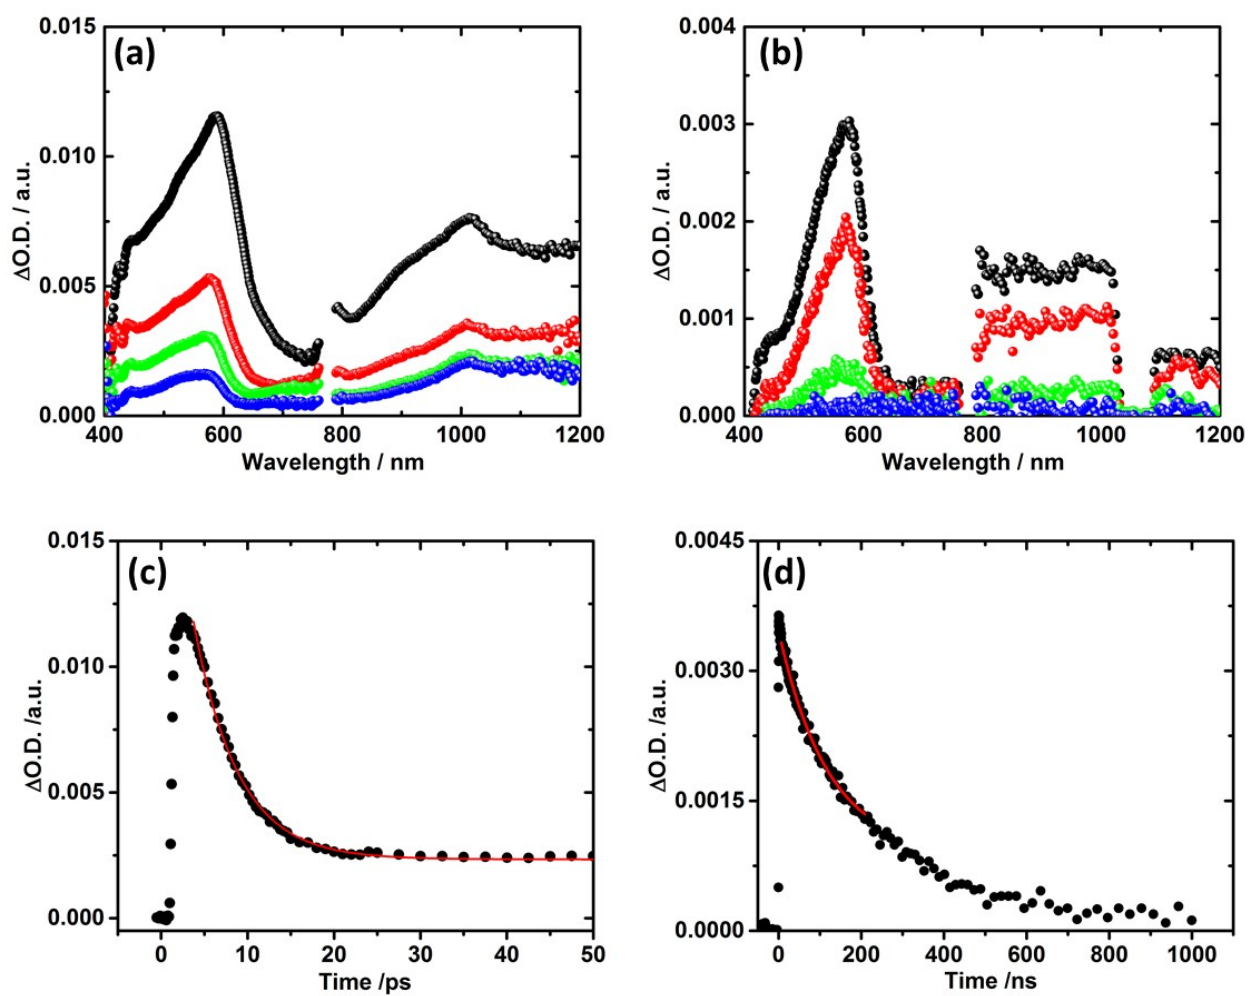 0.015
(a)
0.010
0.005
0.000
ΔO.D. / a.u.
400 600 800 1000 1200
Wavelength / nm
0.004
(b)
0.003
0.002
0.001
0.000
ΔO.D. / a.u.
400 600 800 1000 1200
Wavelength / nm
0.015
(c)
0.010
0.005
0.000
ΔO.D. /a.u.
0 10 20 30 40 50
Time /ps
0.0045
(d)
0.0030
0.0015
0.0000
ΔO.D. /a.u.
0 200 400 600 800 1000
Time /ns